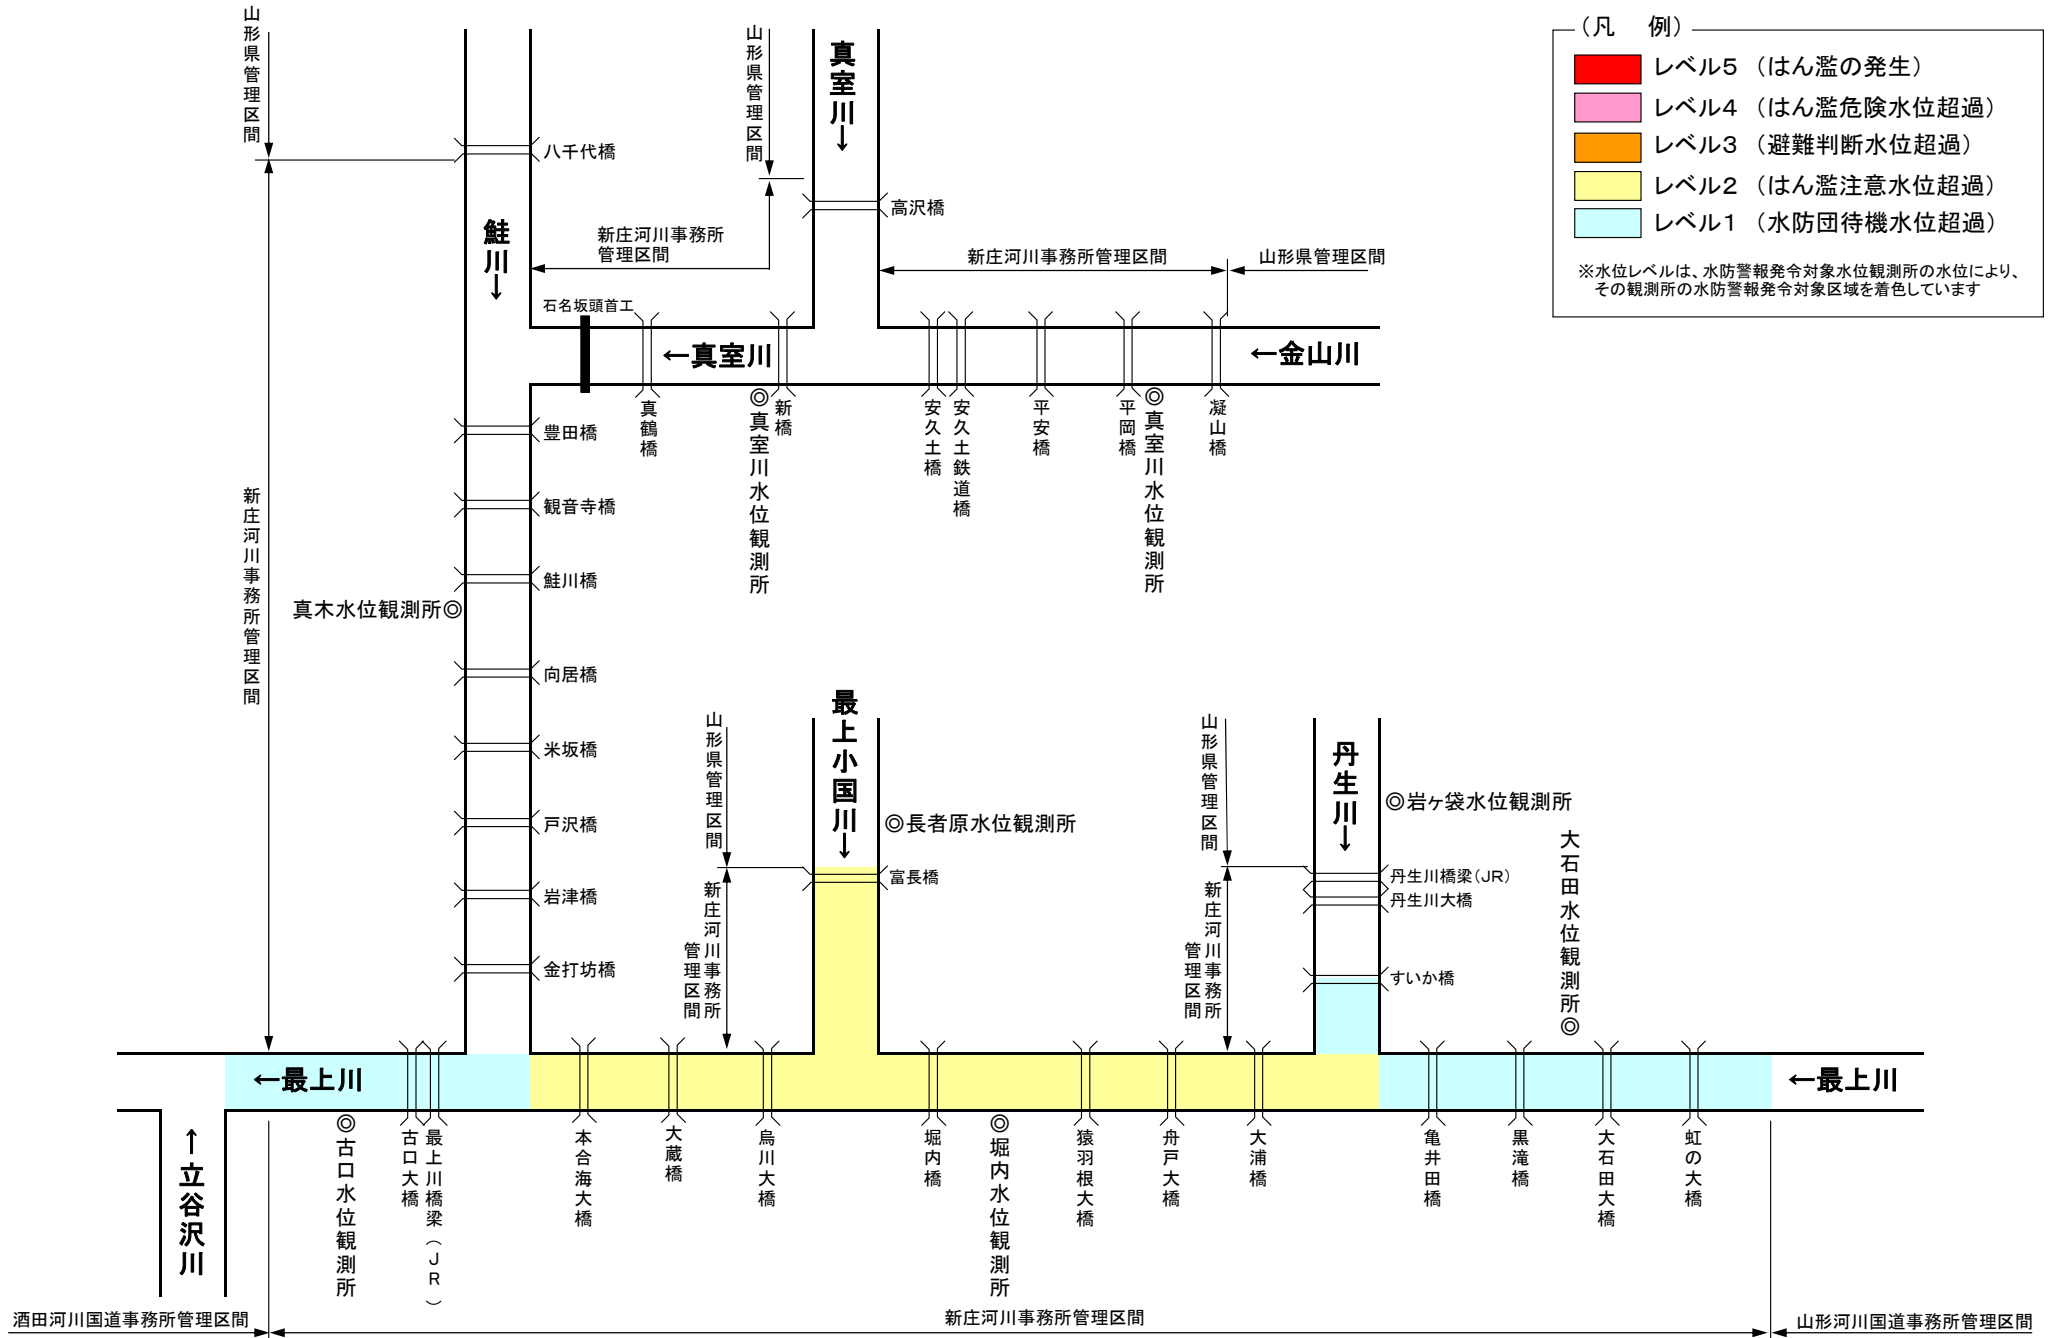 （凡　例）
レベル5 （はん濫の発生）
レベル4 （はん濫危険水位超過）
レベル3 （避難判断水位超過）
レベル2 （はん濫注意水位超過）
レベル1 （水防団待機水位超過）
※水位レベルは、水防警報発令対象水位観測所の水位により、
その観測所の水防警報発令対象区域を着色しています
山形県管理区間
新庄河川事務所管理区間
鮭川→
八千代橋
豊田橋
観音寺橋
鮭川橋
真木水位観測所◎
向居橋
米坂橋
戸沢橋
岩津橋
金打坊橋
山形県管理区間
新庄河川事務所
管理区間
真室川→
高沢橋
新庄河川事務所管理区間
山形県管理区間
石名坂頭首工
←真室川
←金山川
真鶴橋
◎真室川水位観測所
新橋
安久土橋
安久土鉄道橋
平安橋
平岡橋
◎真室川水位観測所
凝山橋
山形県管理区間
新庄河川事務所
管理区間
最上小国川→
◎長者原水位観測所
富長橋
山形県管理区間
新庄河川事務所
管理区間
丹生川→
◎岩ヶ袋水位観測所
丹生川橋梁（JR）
丹生川大橋
すいか橋
大石田水位観測所◎
←最上川
←最上川
←立谷沢川
◎古口水位観測所
古口大橋
最上川橋梁（JR）
本合海大橋
大蔵橋
烏川大橋
堀内橋
◎堀内水位観測所
猿羽根大橋
舟戸大橋
大浦橋
亀井田橋
黒滝橋
大石田大橋
虹の大橋
酒田河川国道事務所管理区間
新庄河川事務所管理区間
山形河川国道事務所管理区間